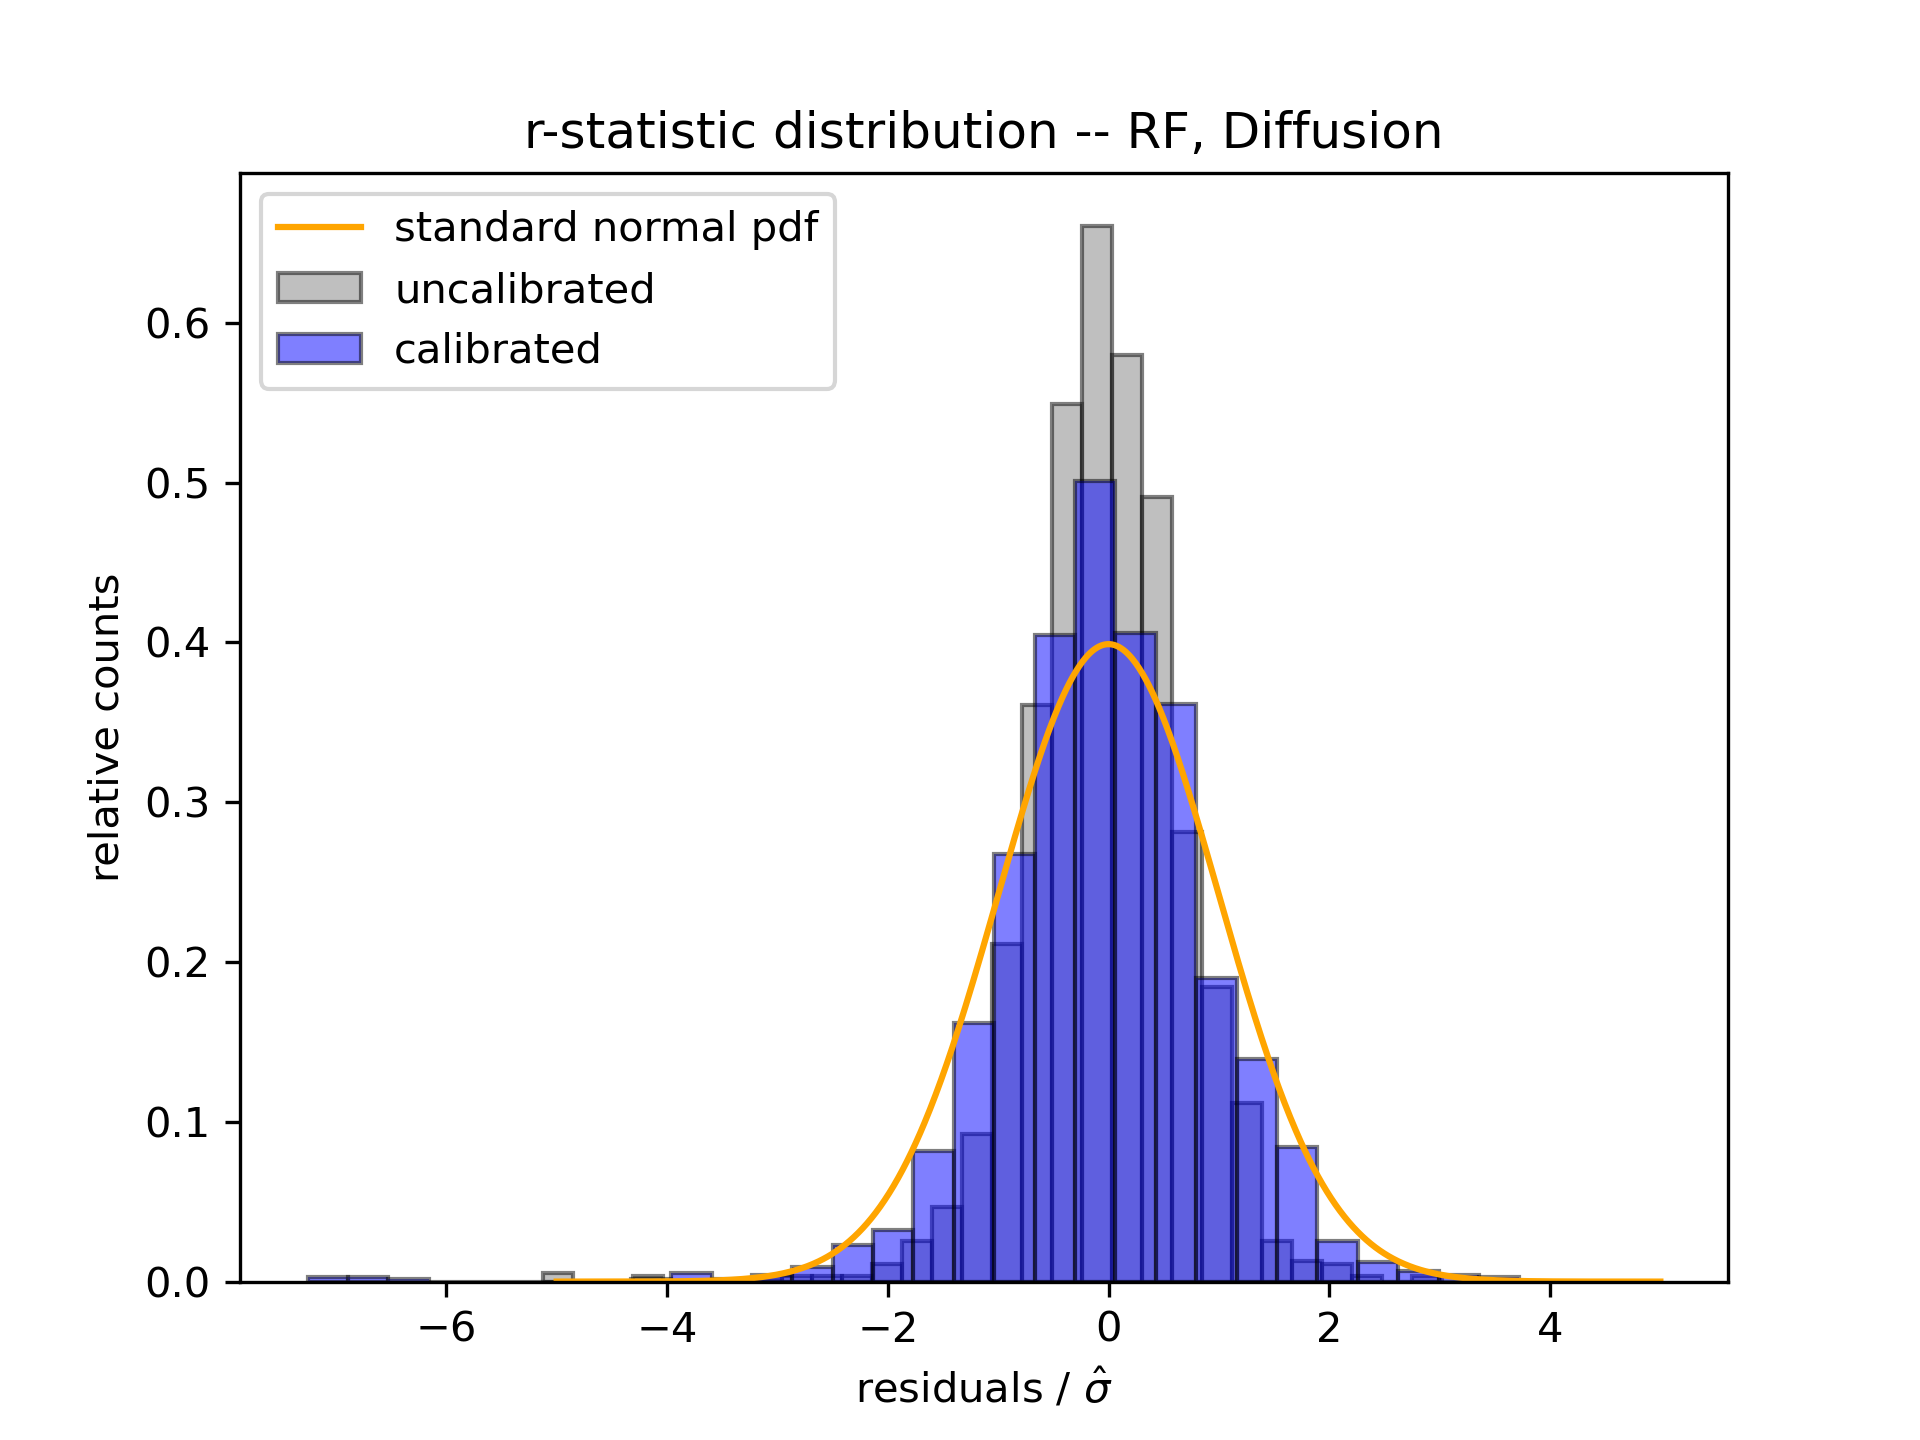 r-statistic distribution -- RF, Diffusion
standard normal pdf
uncalibrated
calibrated
0.6
0.5
0.4
0.3
0.2
0.1
0.0
relative counts
−6 −4 −2 0 2 4
residuals / σ̂